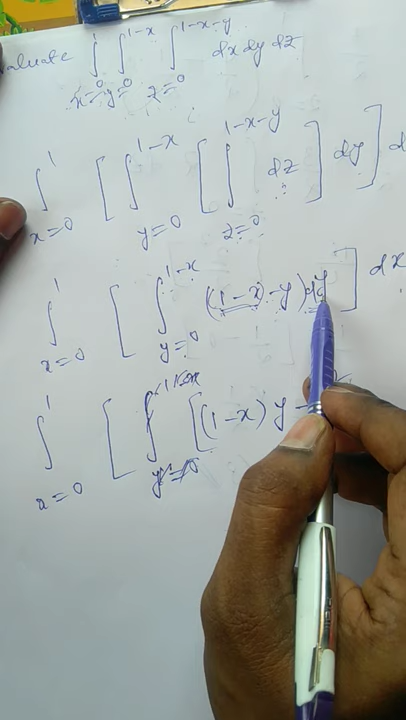 Evaluate ∫_{x=0}^{1} ∫_{y=0}^{1-x} ∫_{z=0}^{1-x-y} dx dy dz
∫_{x=0}^{1} [ ∫_{y=0}^{1-x} [ ∫_{z=0}^{1-x-y} dz ] dy ] d
∫_{x=0}^{1} [ ∫_{y=0}^{1-x} ((1-x)-y) dy ] dx
∫_{x=0}^{1} [ [(1-x)y -